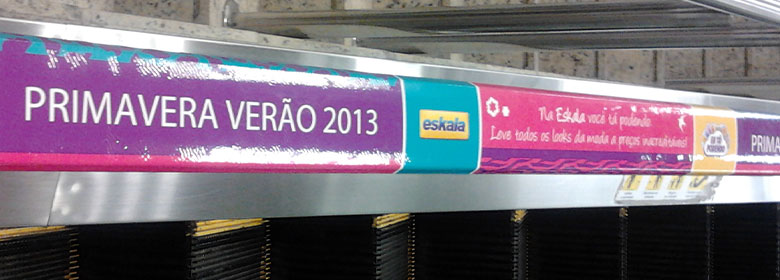 PRIMAVERA VERÃO 2013
eskala
Na Eskala você tá podendo
Leve todos os looks da moda a preços inacreditáveis!
PRIMA